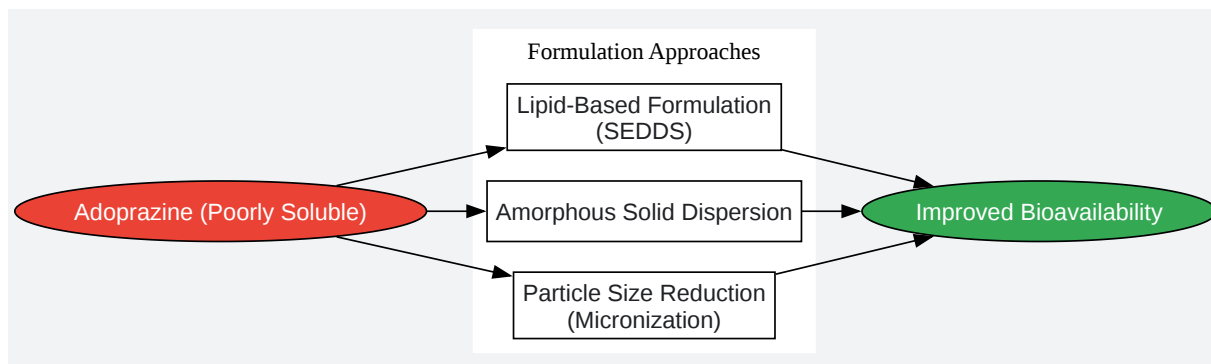 Formulation Approaches
Lipid-Based Formulation
(SEDDS)
Adoprazine (Poorly Soluble)
Amorphous Solid Dispersion
Improved Bioavailability
Particle Size Reduction
(Micronization)